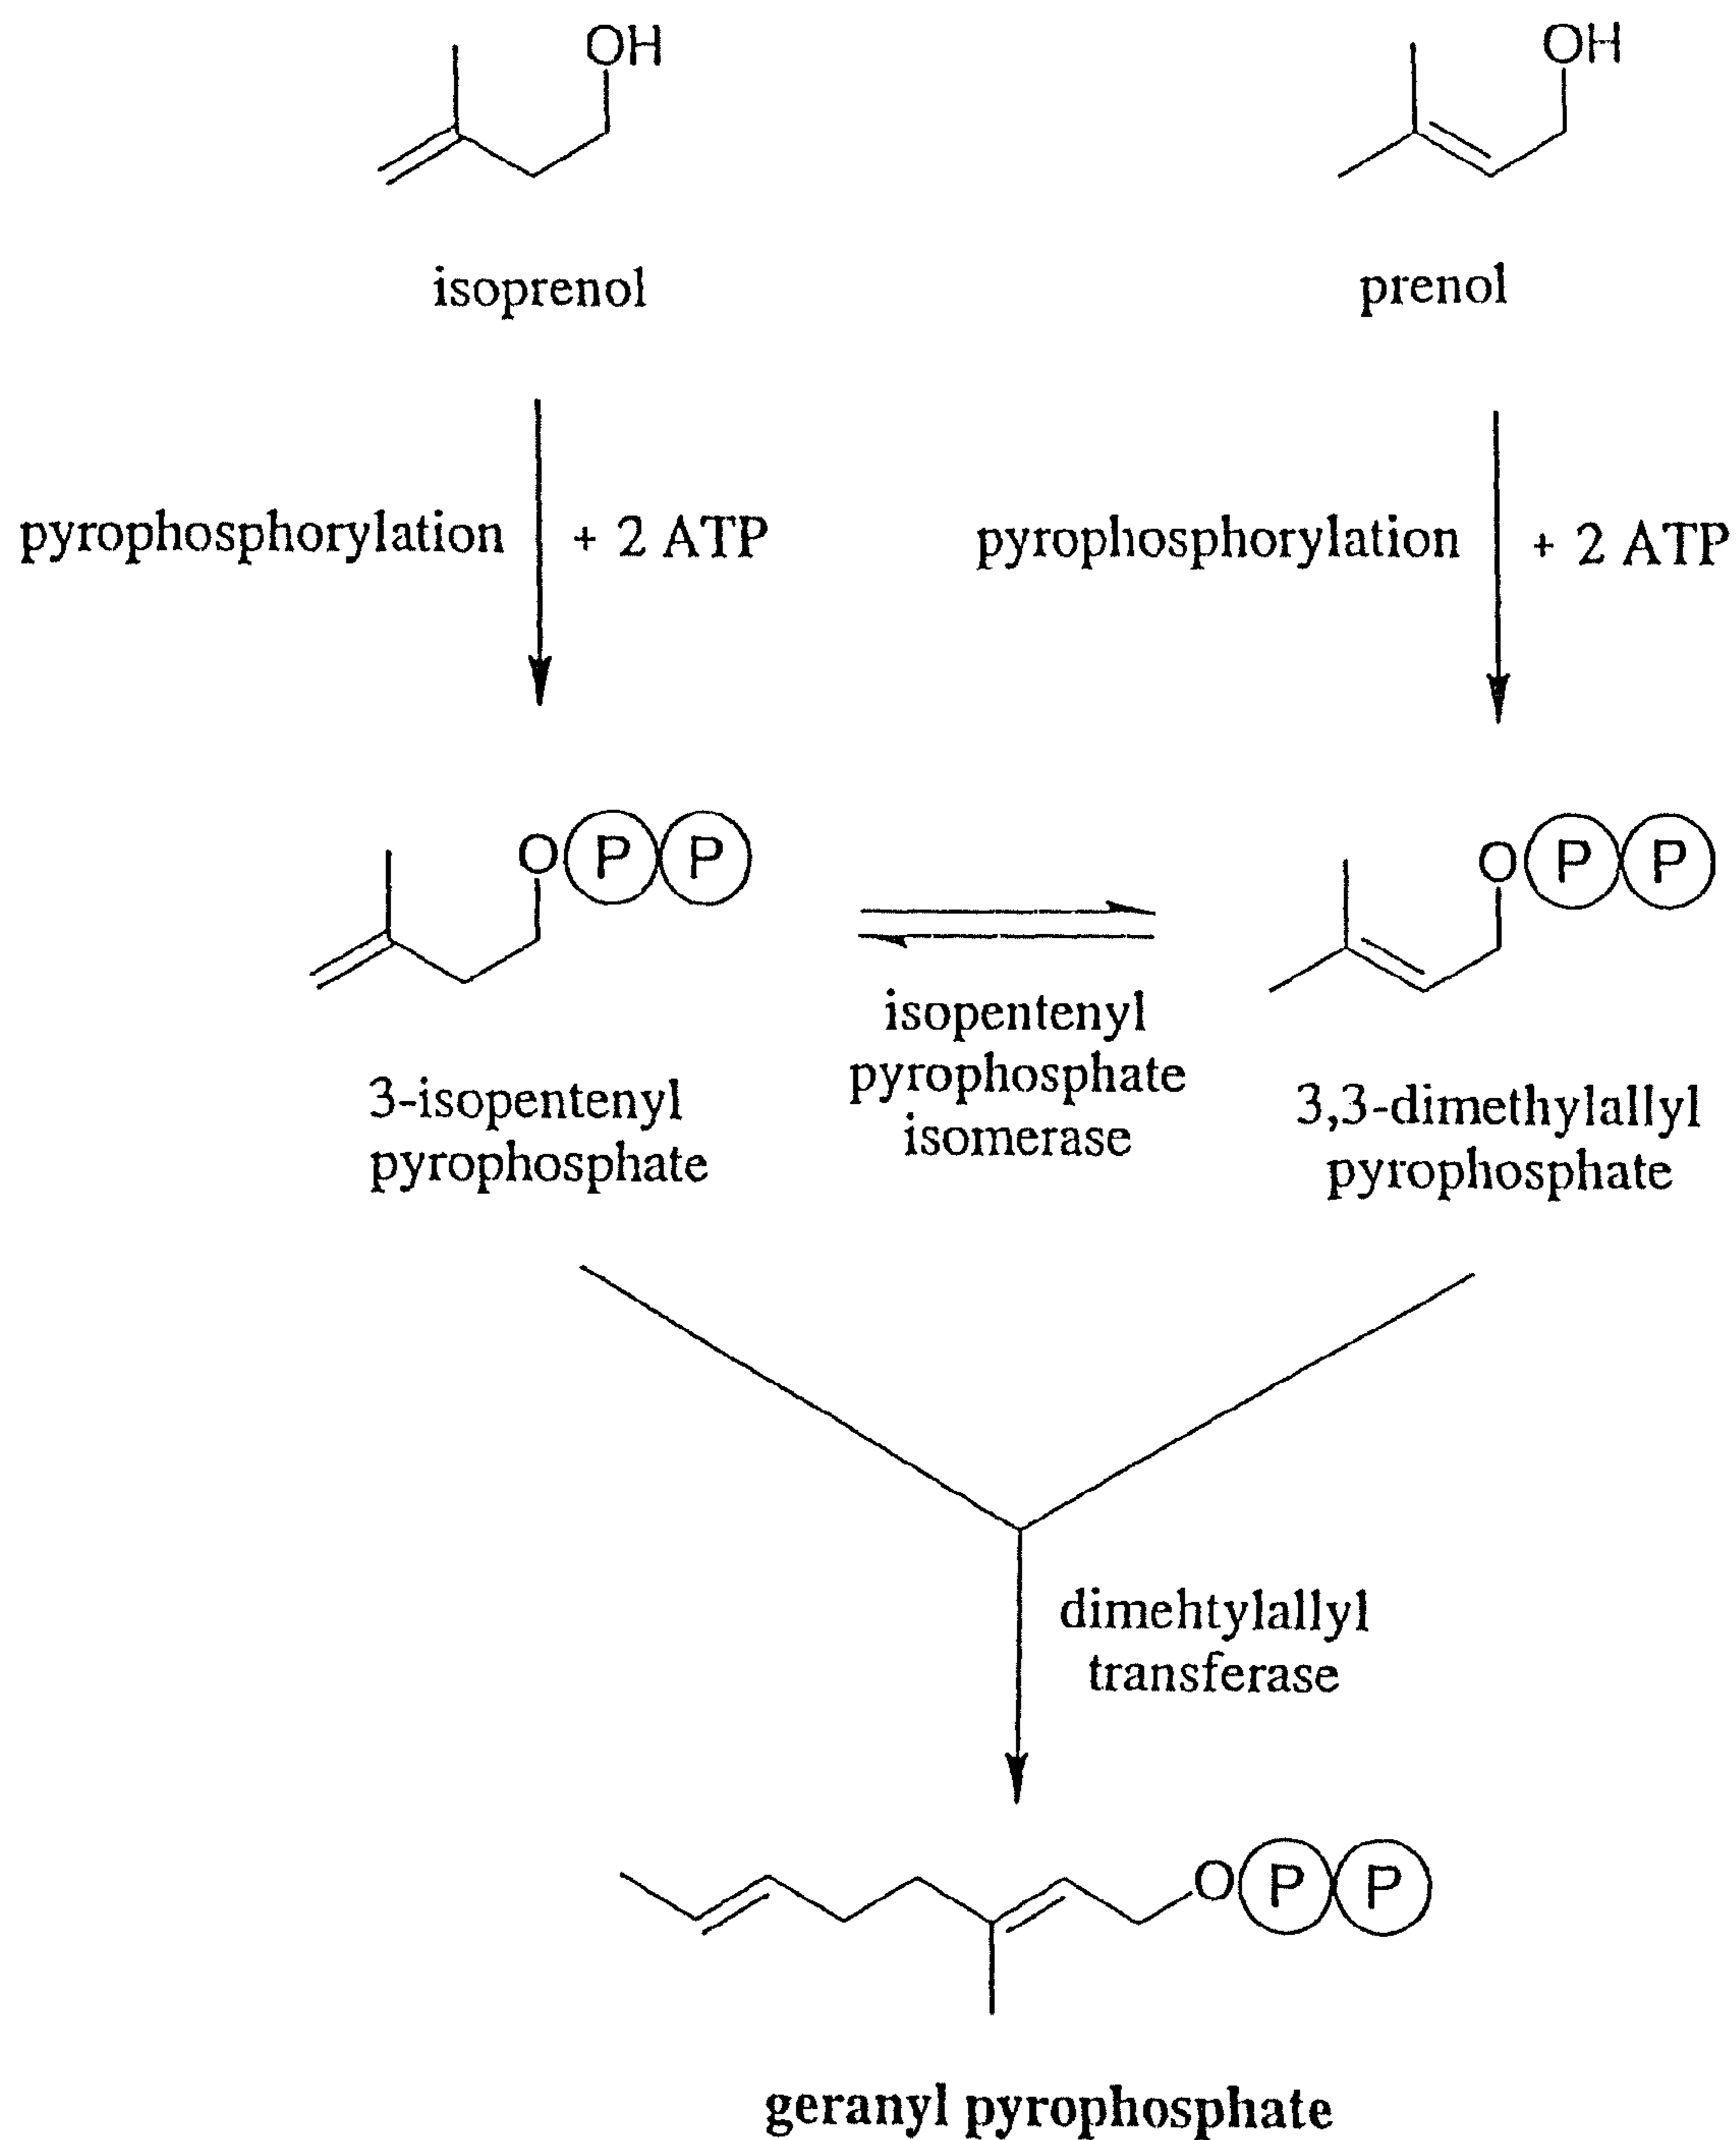 OH
OH
isoprenol
prenol
pyrophosphorylation
+ 2 ATP
pyrophosphorylation
+ 2 ATP
O P P
O P P
isopentenyl
pyrophosphate
isomerase
3-isopentenyl
pyrophosphate
3,3-dimethylallyl
pyrophosphate
dimehtylallyl
transferase
O P P
geranyl pyrophosphate